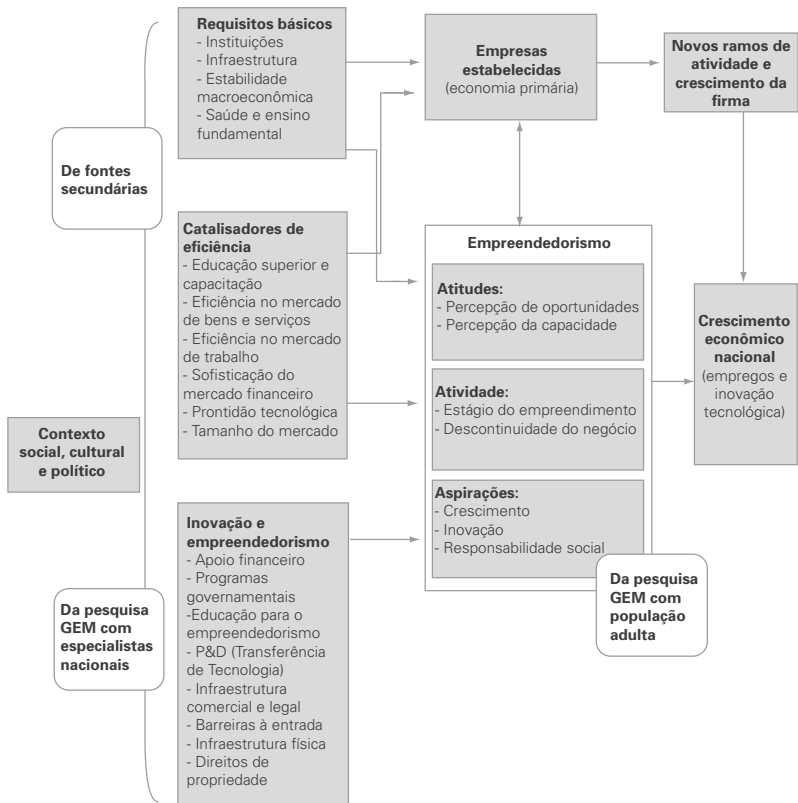 Requisitos básicos
- Instituições
- Infraestrutura
- Estabilidade
macroeconômica
- Saúde e ensino
fundamental
Empresas
estabelecidas
(economia primária)
Novos ramos de
atividade e
crescimento da
firma
De fontes
secundárias
Catalisadores de
eficiência
- Educação superior e
capacitação
- Eficiência no mercado
de bens e serviços
- Eficiência no mercado
de trabalho
- Sofisticação do
mercado financeiro
- Prontidão tecnológica
- Tamanho do mercado
Empreendedorismo
Atitudes:
- Percepção de oportunidades
- Percepção da capacidade
Atividade:
- Estágio do empreendimento
- Descontinuidade do negócio
Aspirações:
- Crescimento
- Inovação
- Responsabilidade social
Crescimento
econômico
nacional
(empregos e
inovação
tecnológica)
Contexto
social, cultural
e político
Inovação e
empreendedorismo
- Apoio financeiro
- Programas
governamentais
-Educação para o
empreendedorismo
- P&D (Transferência
de Tecnologia)
- Infraestrutura
comercial e legal
- Barreiras à entrada
- Infraestrutura física
- Direitos de
propriedade
Da pesquisa
GEM com
especialistas
nacionais
Da pesquisa
GEM com
população
adulta